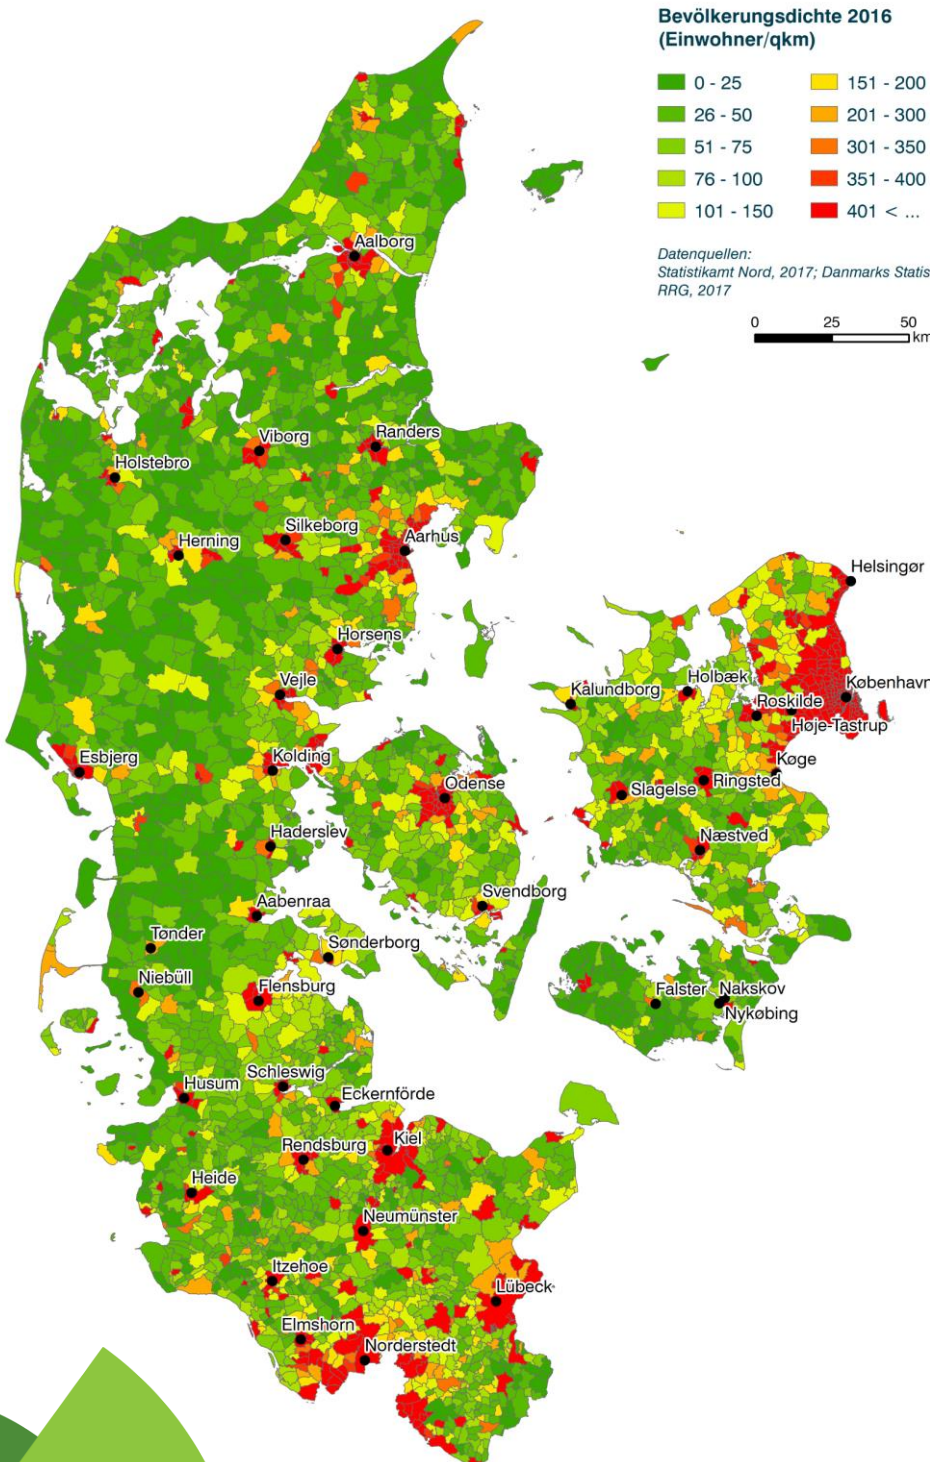 Bevölkerungsdichte 2016
(Einwohner/qkm)
0 - 25
151 - 200
26 - 50
201 - 300
51 - 75
301 - 350
76 - 100
351 - 400
101 - 150
401 < ...
Datenquellen:
Statistikamt Nord, 2017; Danmarks Statis
RRG, 2017
0 25 50
km
Aalborg
Viborg
Randers
Holstebro
Silkeborg
Herning
Aarhus
Helsingør
Horsens
Vejle
Holbæk
København
Kalundborg
Roskilde
Høje-Tastrup
Esbjerg
Kolding
Køge
Odense
Slagelse
Ringsted
Haderslev
Næstved
Svendborg
Aabenraa
Tønder
Sønderborg
Niebüll
Flensburg
Falster
Nakskov
Nykøbing
Schleswig
Husum
Eckernförde
Rendsburg
Kiel
Heide
Neumünster
Itzehoe
Lübeck
Elmshorn
Norderstedt